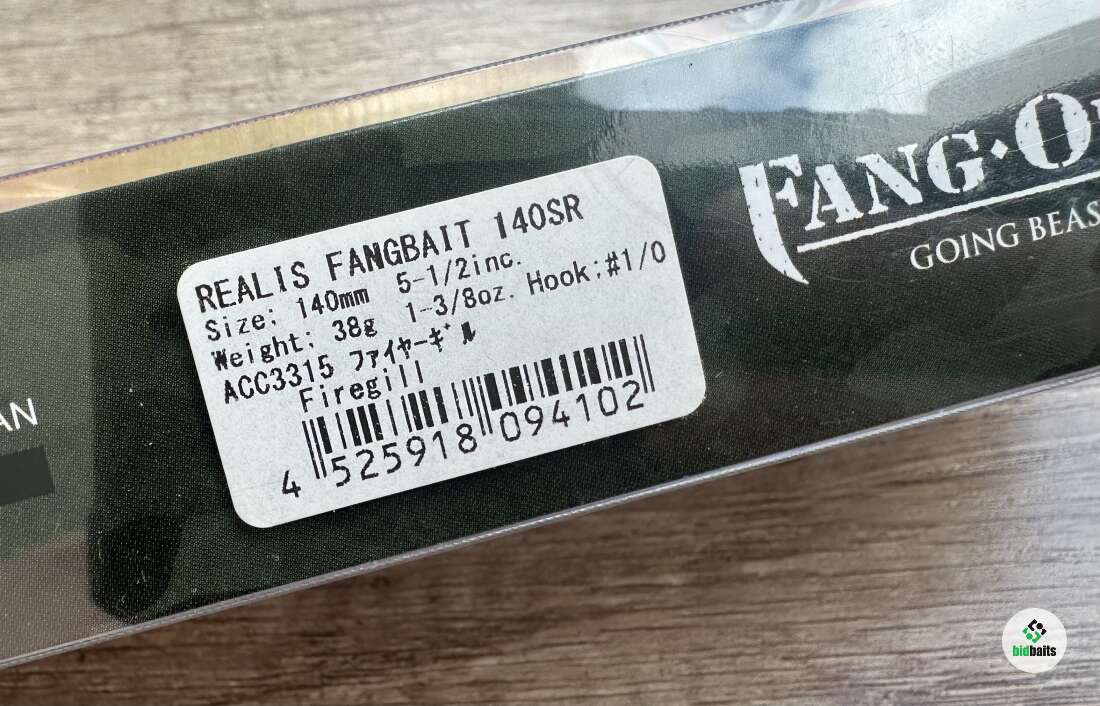 REALIS FANGBAIT 140SR
Size: 140mm 5-1/2inc.
Weight: 38g 1-3/8oz. Hook;#1/0
ACC3315 ファイヤーギル
Firegill
4 525918 094102
FANG·O
GOING BEAS
AN
bidbaits